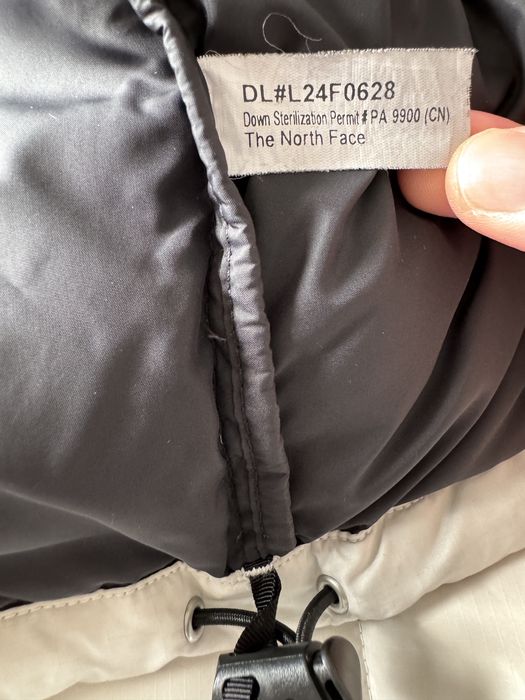 DL#L24F0628
Down Sterilization Permit # PA 9900 (CN)
The North Face